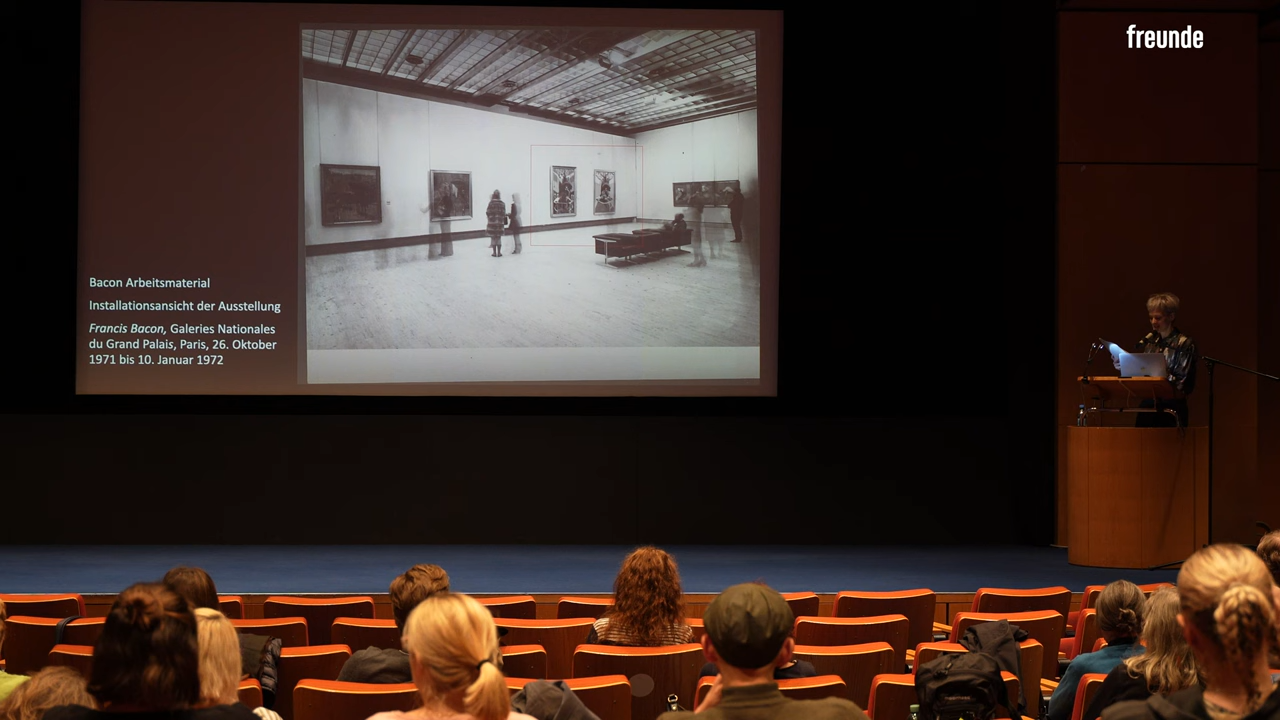 freunde
Bacon Arbeitsmaterial
Installationsansicht der Ausstellung
Francis Bacon, Galeries Nationales
du Grand Palais, Paris, 26. Oktober
1971 bis 10. Januar 1972